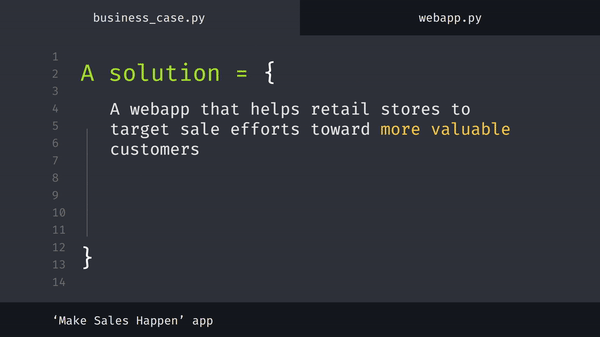 business_case.py
webapp.py
1
2
3
4
5
6
7
8
9
10
11
12
13
14
A solution = {
A webapp that helps retail stores to
target sale efforts toward more valuable
customers
}
‘Make Sales Happen’ app